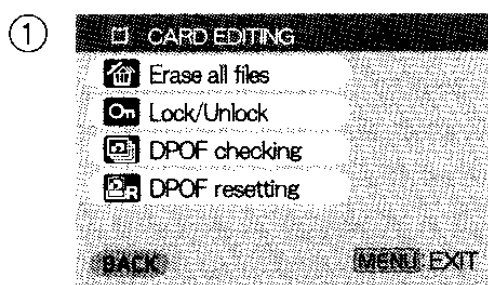 ①
CARD EDITING
Erase all files
Lock/Unlock
DPOF checking
DPOF resetting
BACK MENU: EXIT